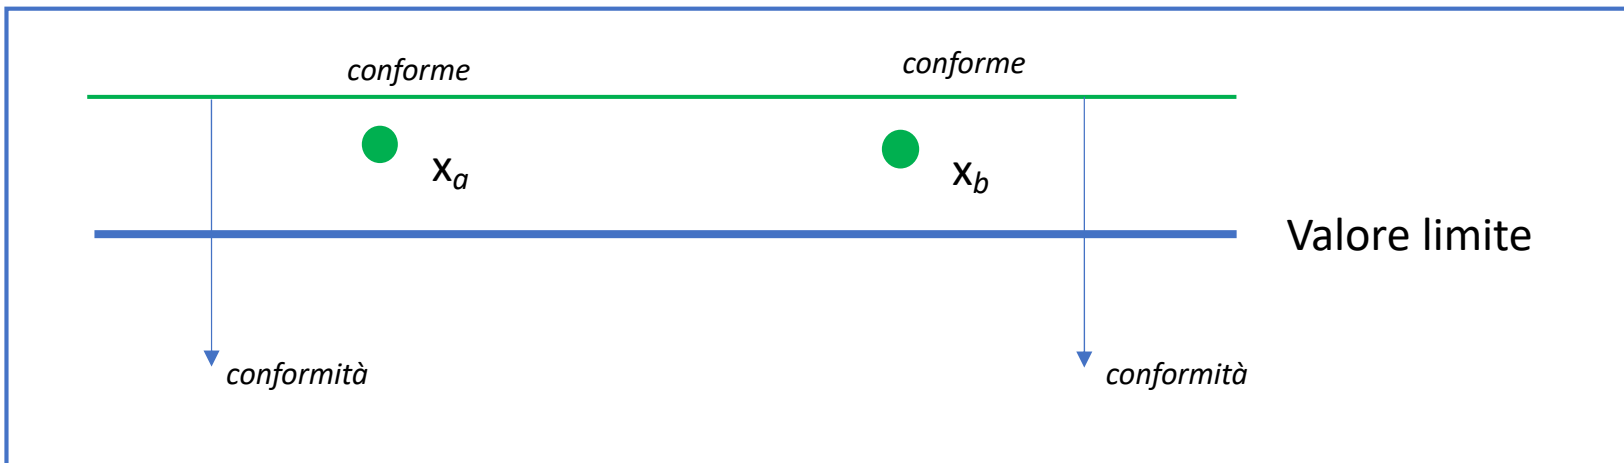 conforme
conforme
xa
xb
Valore limite
conformità
conformità